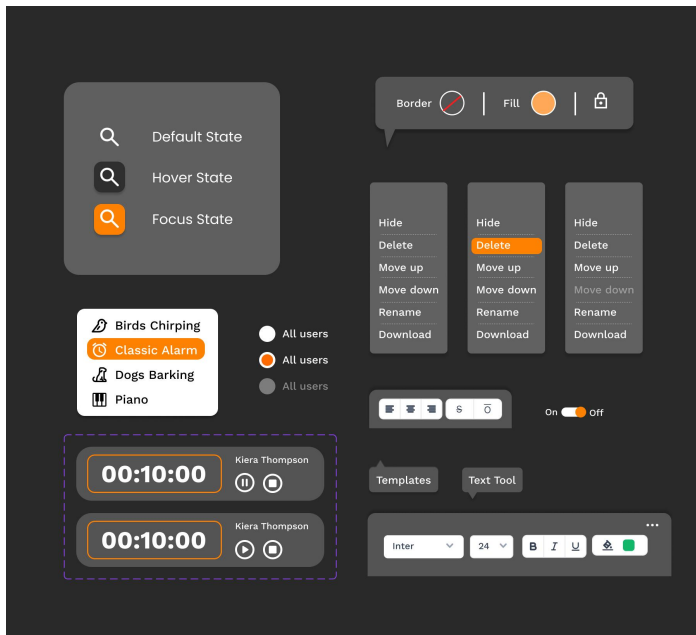 Default State
Hover State
Focus State
Border
Fill
Hide
Delete
Move up
Move down
Rename
Download
Hide
Delete
Move up
Move down
Rename
Download
Hide
Delete
Move up
Move down
Rename
Download
Birds Chirping
Classic Alarm
Dogs Barking
Piano
All users
All users
All users
S O
On Off
00:10:00
Kiera Thompson
00:10:00
Kiera Thompson
Templates
Text Tool
Inter
24
B I U